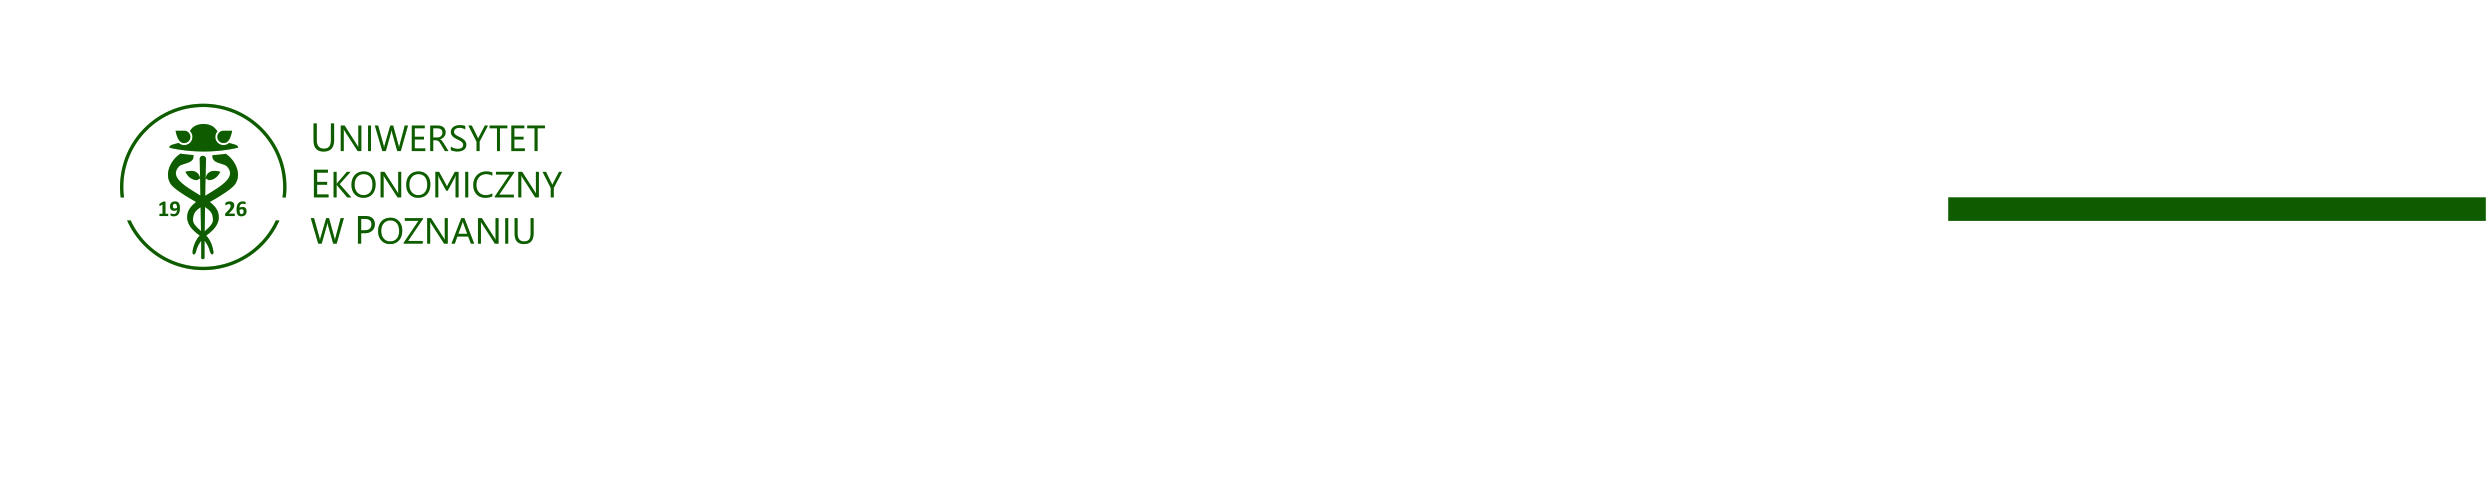 UNIWERSYTET
EKONOMICZNY
W POZNANIU
19 26